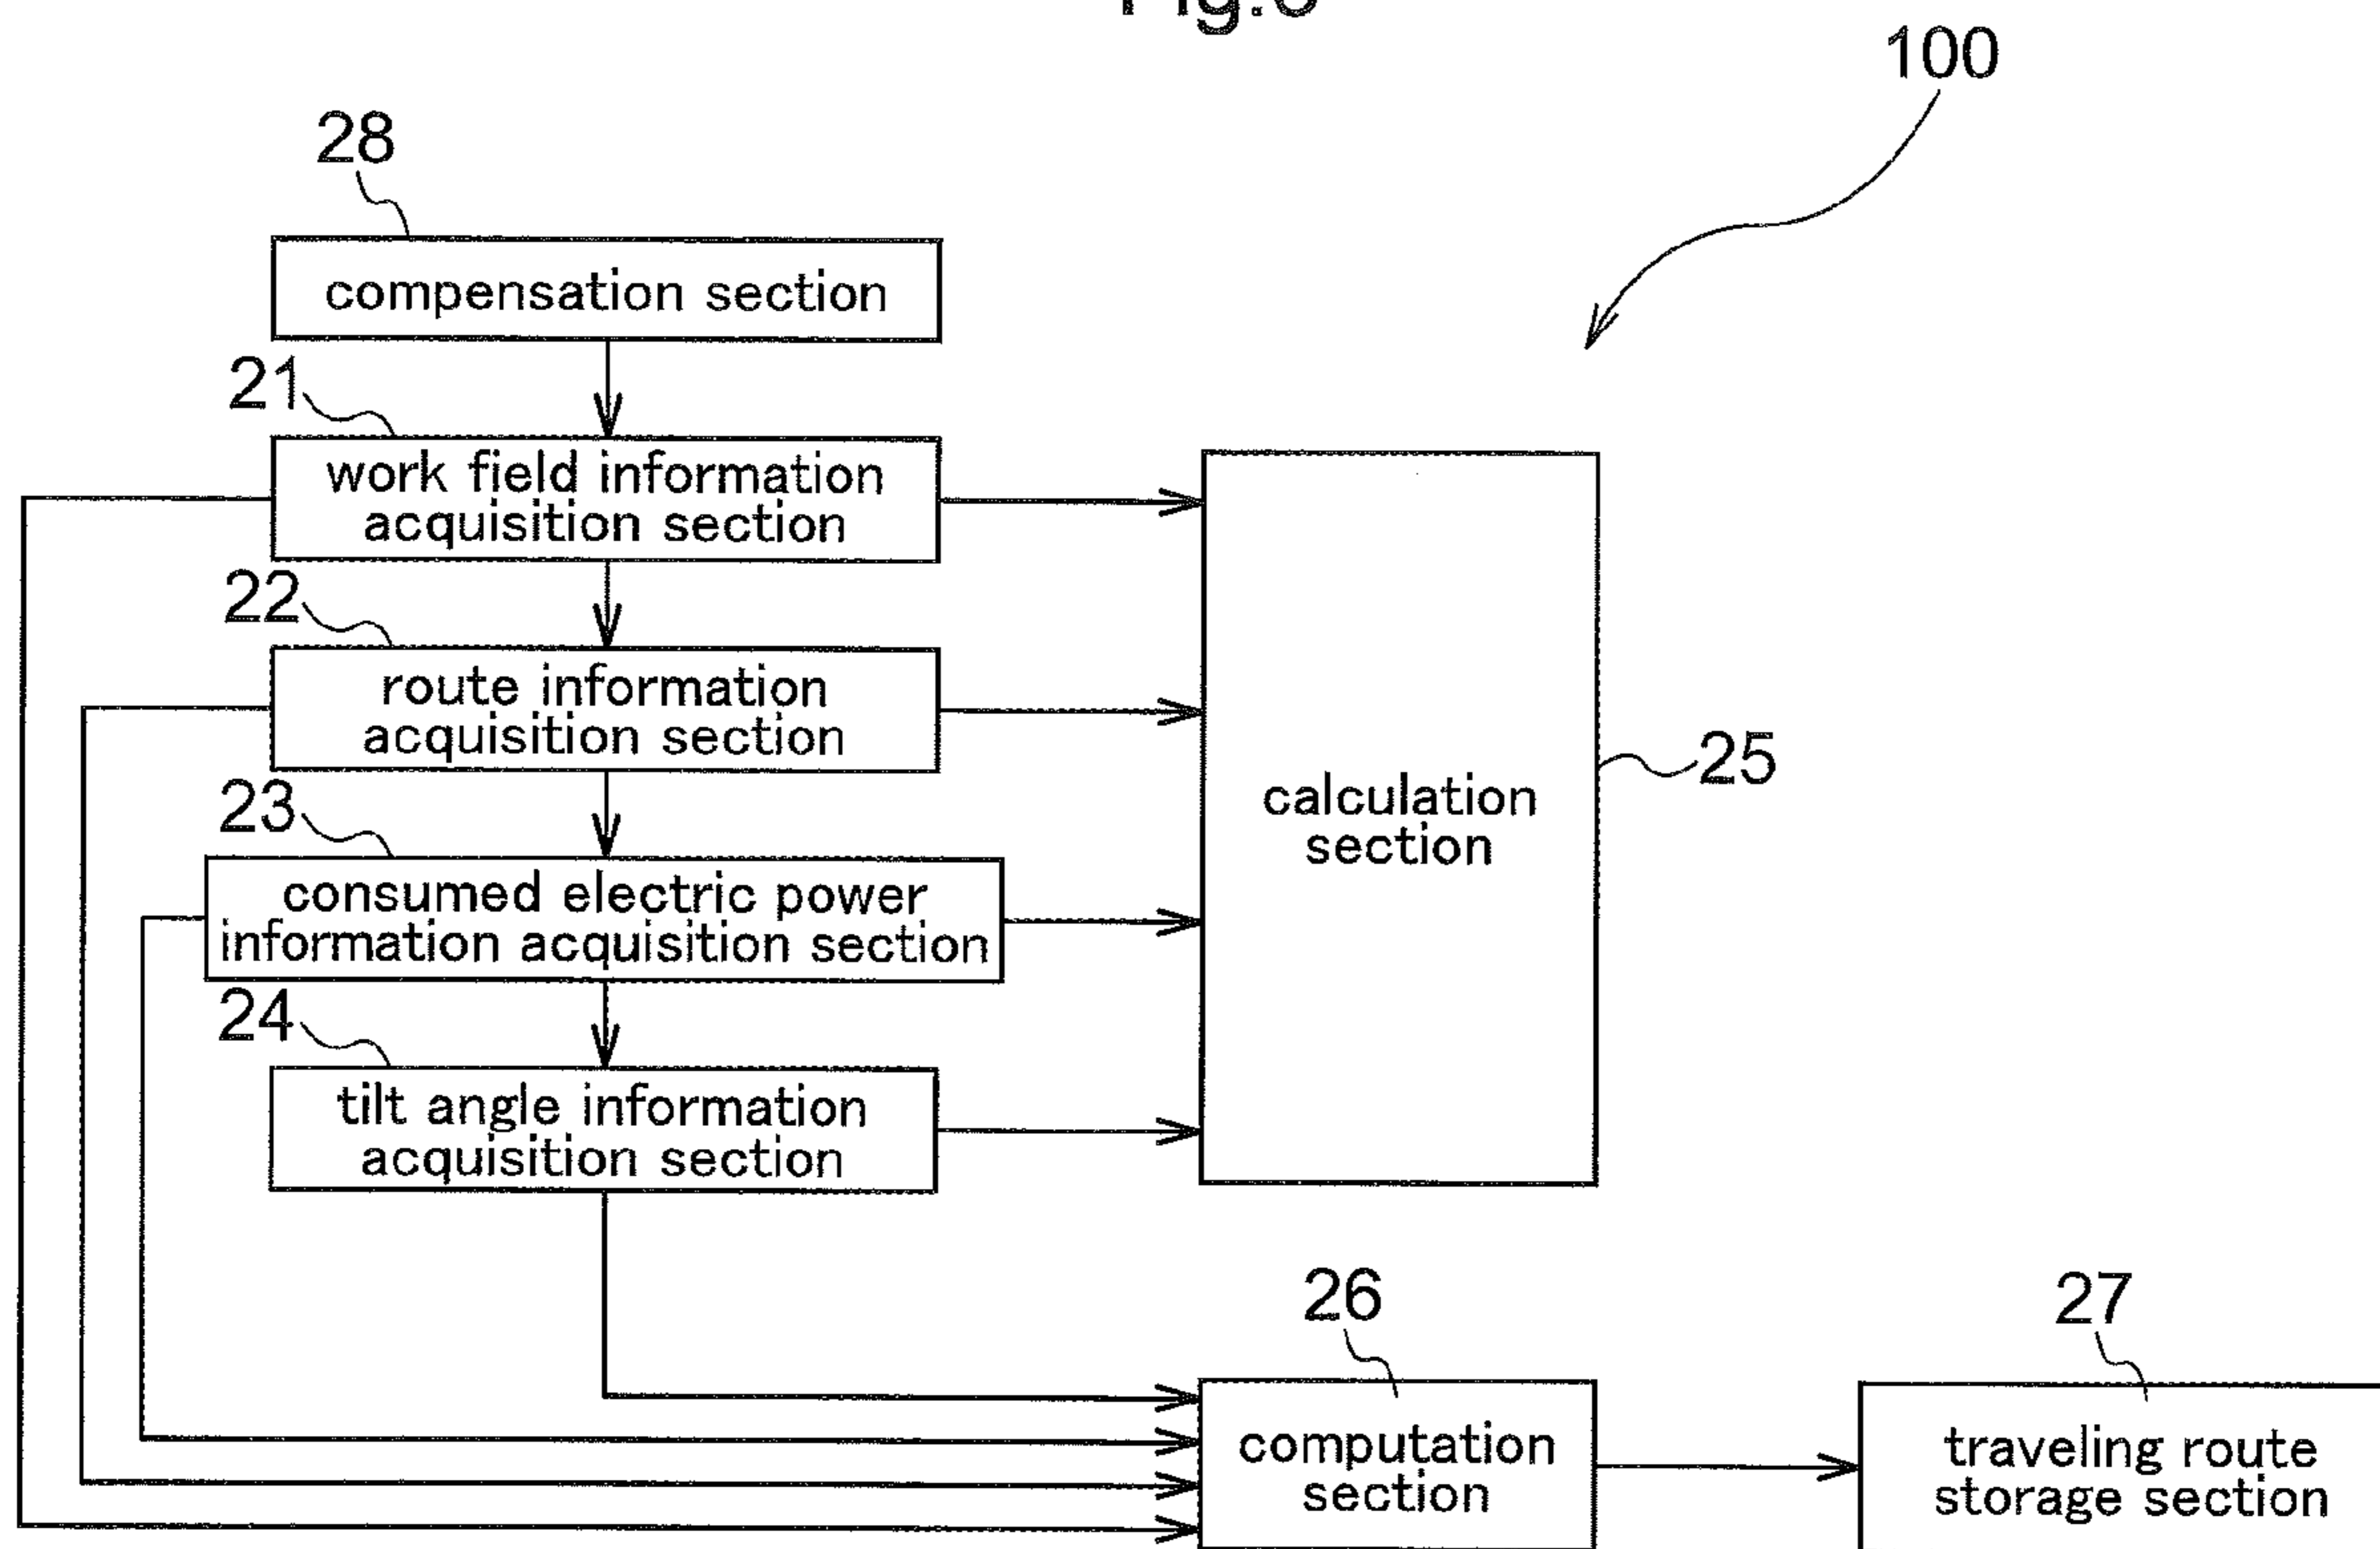 100
28
compensation section
21
work field information
acquisition section
22
route information
acquisition section
23
consumed electric power
information acquisition section
24
tilt angle information
acquisition section
calculation
section
25
26
computation
section
27
traveling route
storage section